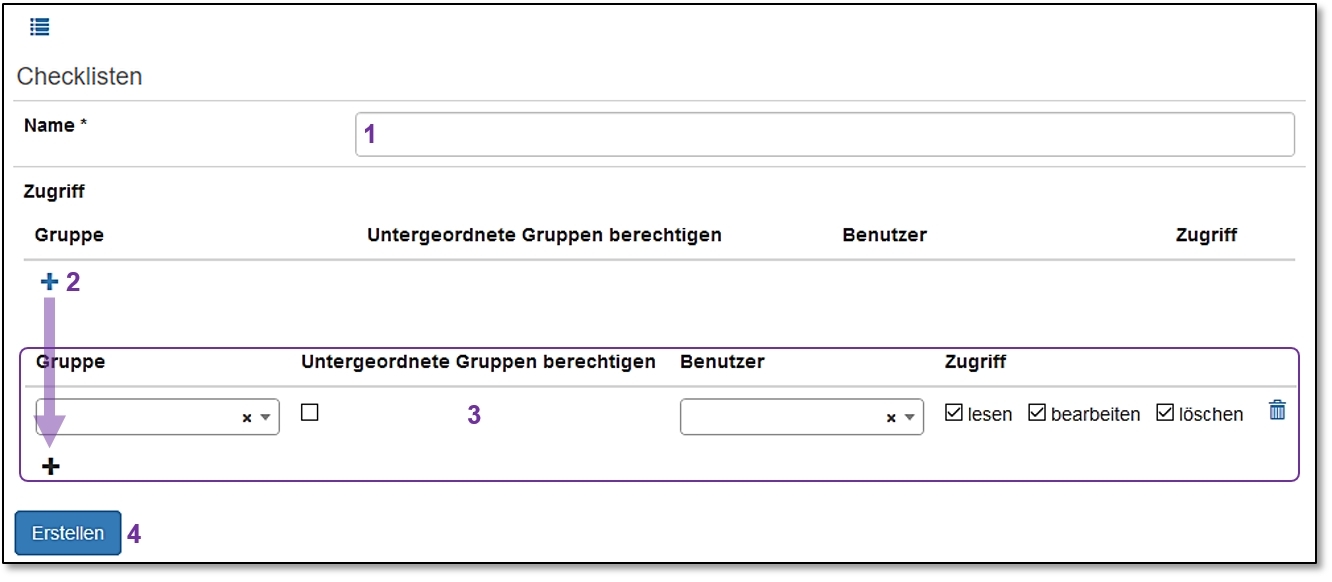 Checklisten
Name * 1
Zugriff
Gruppe Untergeordnete Gruppen berechtigen Benutzer Zugriff
+ 2
Gruppe Untergeordnete Gruppen berechtigen Benutzer Zugriff
× 3 × lesen bearbeiten löschen
+
Erstellen 4